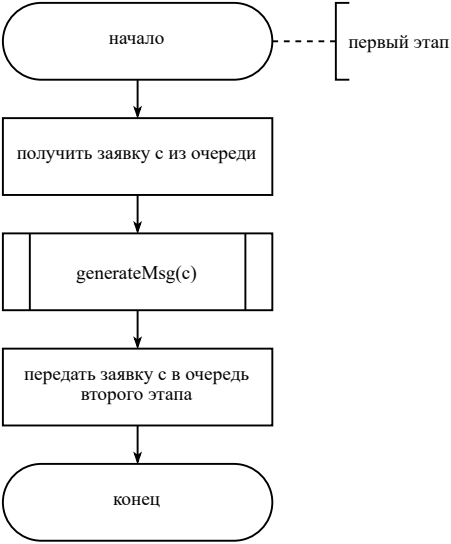 начало
первый этап
получить заявку с из очереди
generateMsg(c)
передать заявку с в очередь
второго этапа
конец